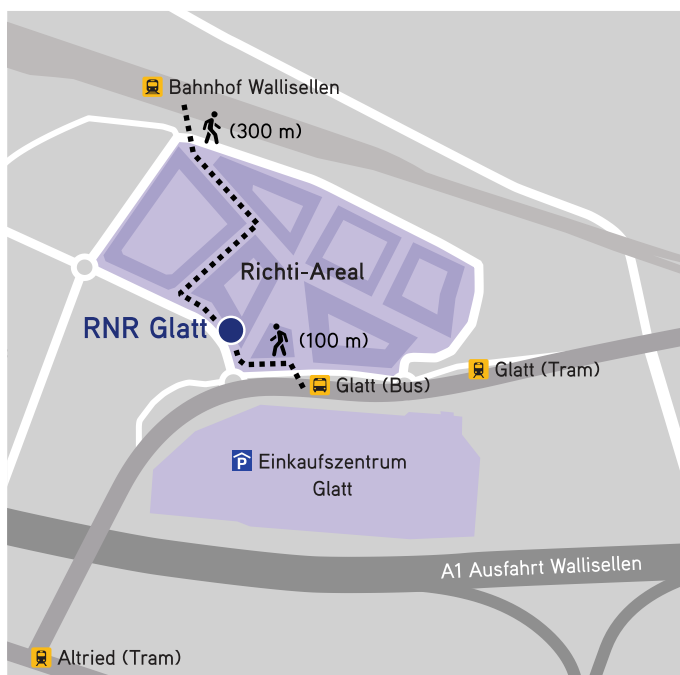 Bahnhof Wallisellen
(300 m)
Richti-Areal
RNR Glatt
(100 m)
Glatt (Tram)
Glatt (Bus)
P Einkaufszentrum
Glatt
A1 Ausfahrt Wallisellen
Altried (Tram)